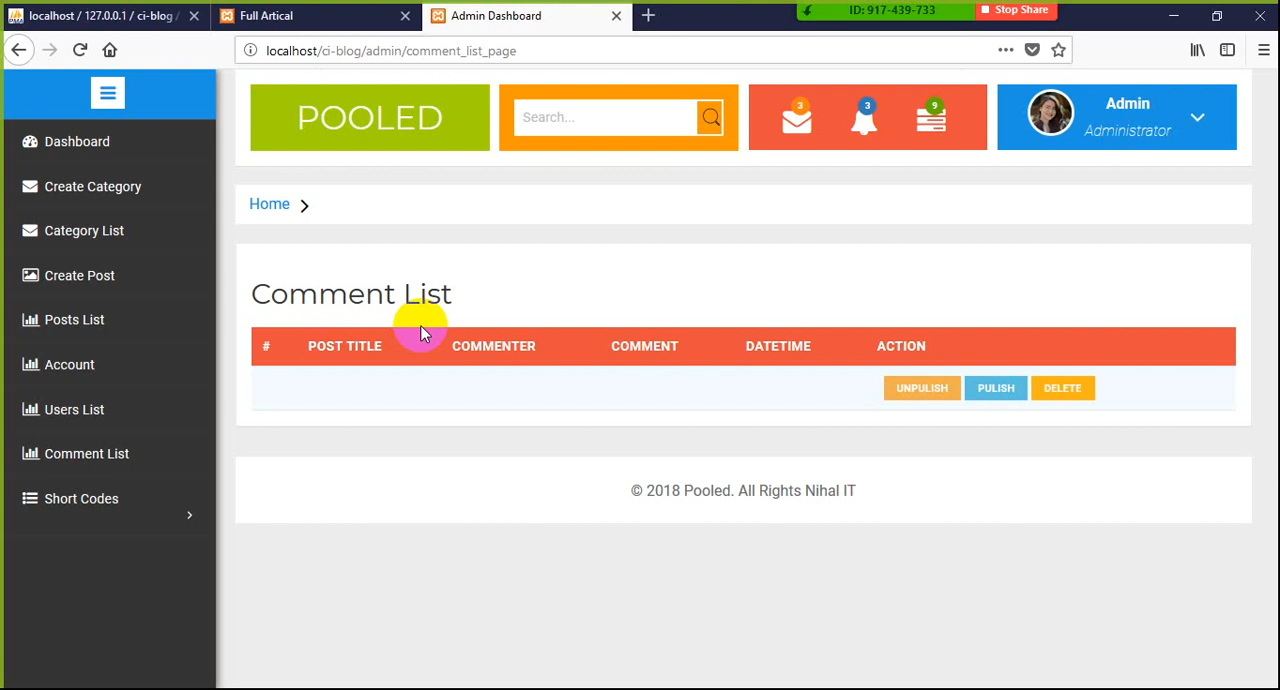 localhost / 127.0.0.1 / ci-blog /
Full Artical
Admin Dashboard
ID: 917-439-733
Stop Share
localhost/ci-blog/admin/comment_list_page
POOLED
Search...
3
3
9
Admin
Administrator
Dashboard
Create Category
Category List
Create Post
Posts List
Account
Users List
Comment List
Short Codes
Home
Comment List
# POST TITLE COMMENTER COMMENT DATETIME ACTION
UNPULISH PULISH DELETE
© 2018 Pooled. All Rights Nihal IT